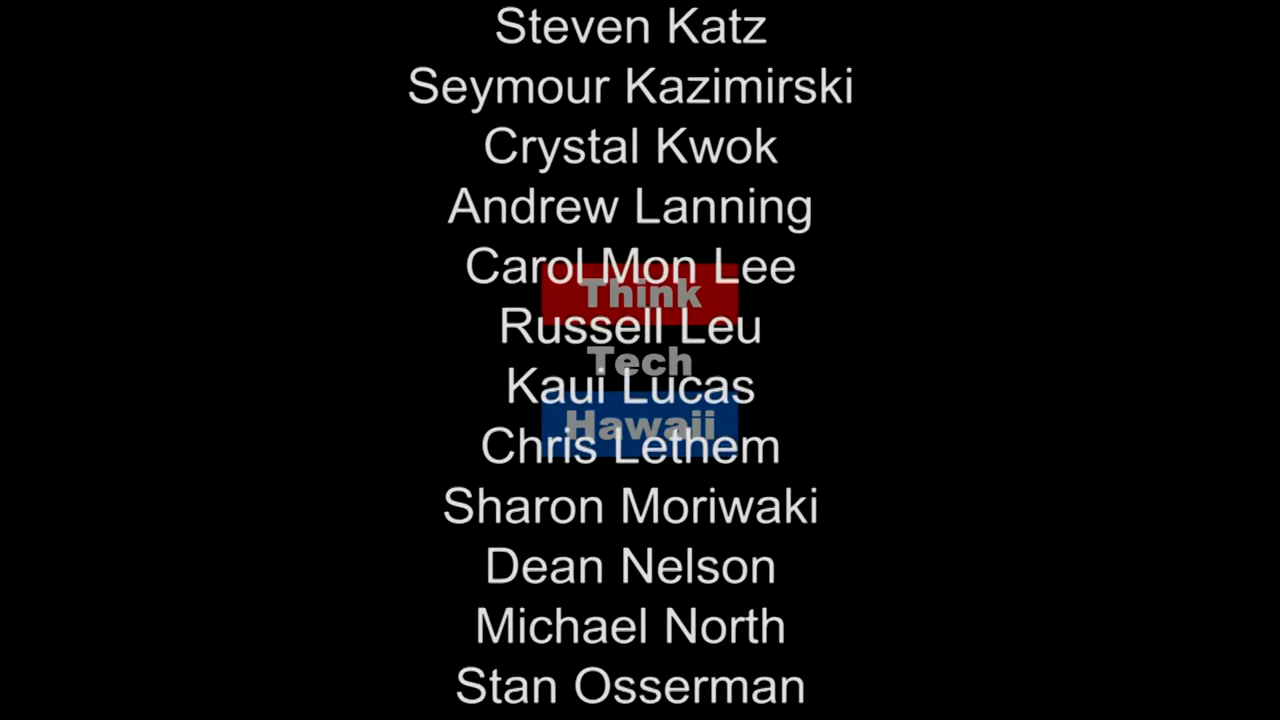 Steven Katz
Seymour Kazimirski
Crystal Kwok
Andrew Lanning
Carol Mon Lee
Think
Russell Leu
Tech
Kaui Lucas
Hawaii
Chris Lethem
Sharon Moriwaki
Dean Nelson
Michael North
Stan Osserman